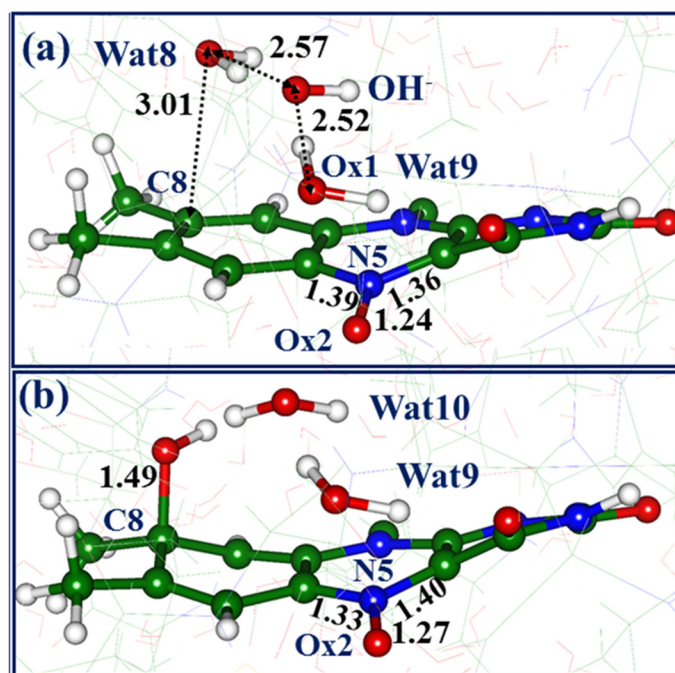 (a)
Wat8
2.57
OH⁻
3.01
2.52
Ox1
Wat9
C8
N5
1.39
1.36
1.24
Ox2
(b)
Wat10
1.49
Wat9
C8
N5
1.33
1.40
1.27
Ox2